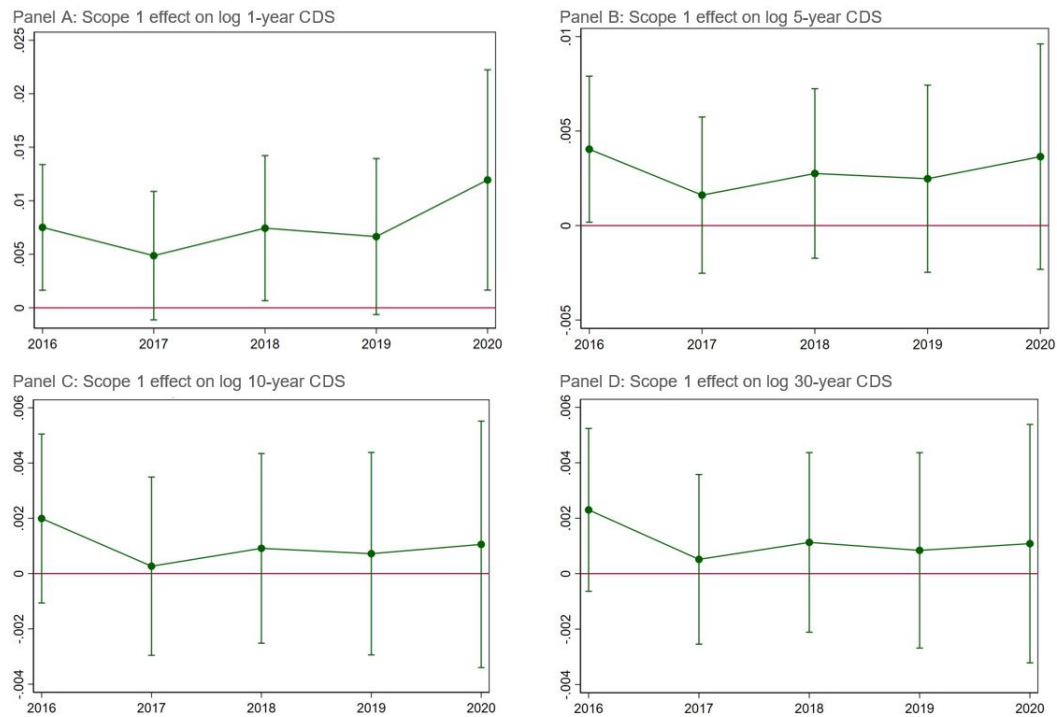 Panel A: Scope 1 effect on log 1-year CDS
.025
.02
.015
.01
.005
0
2016 2017 2018 2019 2020
Panel B: Scope 1 effect on log 5-year CDS
.01
.005
0
-.005
2016 2017 2018 2019 2020
Panel C: Scope 1 effect on log 10-year CDS
.006
.004
.002
0
-.002
-.004
2016 2017 2018 2019 2020
Panel D: Scope 1 effect on log 30-year CDS
.006
.004
.002
0
-.002
-.004
2016 2017 2018 2019 2020